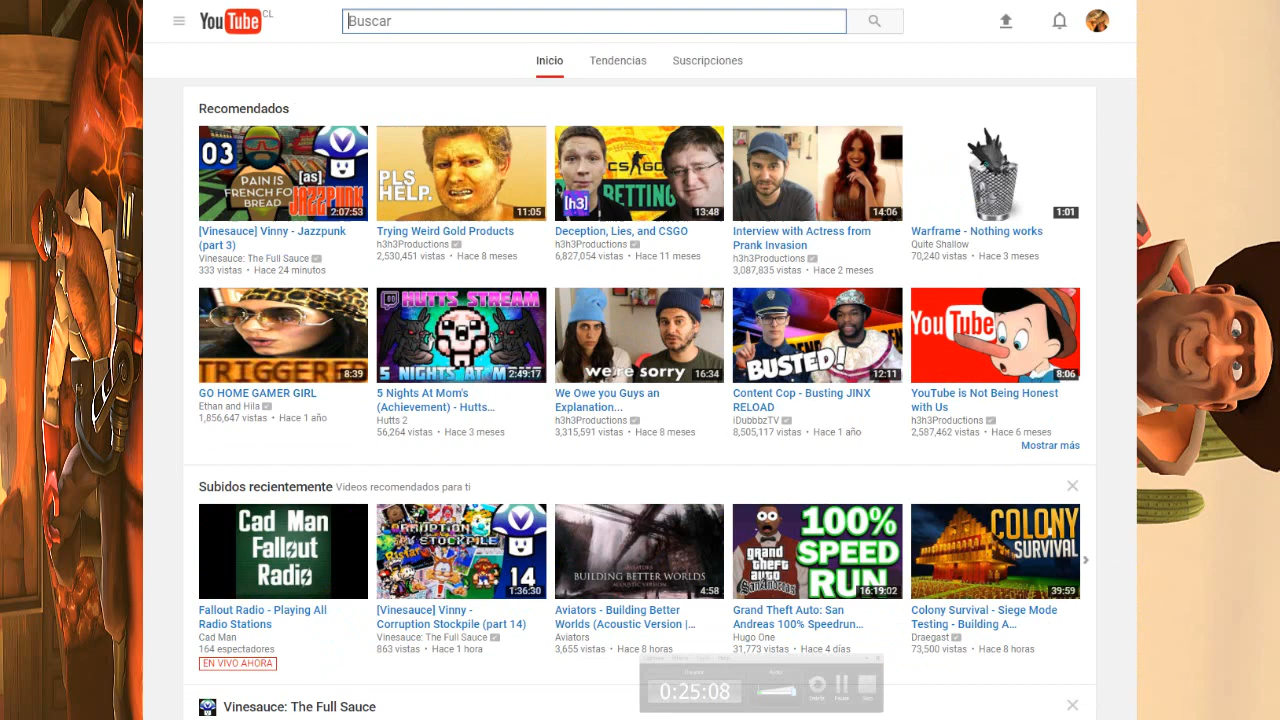 YouTube CL
Buscar
Inicio
Tendencias
Suscripciones
Recomendados
03
PAIN IS
FRENCH FO
BREAD
[as]
JAZZPUNK
2:07:53
PLS
HELP.
11:05
CS GO
BETTING
[h3]
13:48
14:06
1:01
[Vinesauce] Vinny - Jazzpunk
(part 3)
Vinesauce: The Full Sauce
333 vistas • Hace 24 minutos
Trying Weird Gold Products
h3h3Productions
2,530,451 vistas • Hace 8 meses
Deception, Lies, and CSGO
h3h3Productions
6,827,054 vistas • Hace 11 meses
Interview with Actress from
Prank Invasion
h3h3Productions
3,087,835 vistas • Hace 2 meses
Warframe - Nothing works
Quite Shallow
70,240 vistas • Hace 3 meses
TRIGGERE
8:39
HUTTS STREAM
5 NIGHTS AT M
2:49:17
we're sorry
16:34
BUSTED!
12:11
YouTube
8:06
GO HOME GAMER GIRL
Ethan and Hila
1,856,647 vistas • Hace 1 año
5 Nights At Mom's
(Achievement) - Hutts...
Hutts 2
56,264 vistas • Hace 3 meses
We Owe you Guys an
Explanation...
h3h3Productions
3,315,591 vistas • Hace 8 meses
Content Cop - Busting JINX
RELOAD
iDubbbzTV
8,505,117 vistas • Hace 1 año
YouTube is Not Being Honest
with Us
h3h3Productions
2,587,462 vistas • Hace 6 meses
Mostrar más
Subidos recientemente Videos recomendados para ti
Cad Man
Fallout
Radio
STOCKPILE
Ristar
14
1:36:30
AVIATORS
BUILDING BETTER WORLDS
ACOUSTIC VERSION
4:58
grand
theft
auto
SanAndreas
100%
SPEED
RUN
16:19:02
COLONY
SURVIVAL
39:59
Fallout Radio - Playing All
Radio Stations
Cad Man
164 espectadores
EN VIVO AHORA
[Vinesauce] Vinny -
Corruption Stockpile (part 14)
Vinesauce: The Full Sauce
863 vistas • Hace 1 hora
Aviators - Building Better
Worlds (Acoustic Version |...
Aviators
3,655 vistas • Hace 8 horas
Grand Theft Auto: San
Andreas 100% Speedrun...
Hugo One
31,773 vistas • Hace 4 días
Colony Survival - Siege Mode
Testing - Building A...
Draegast
73,500 vistas • Hace 8 horas
0:25:08
Vinesauce: The Full Sauce